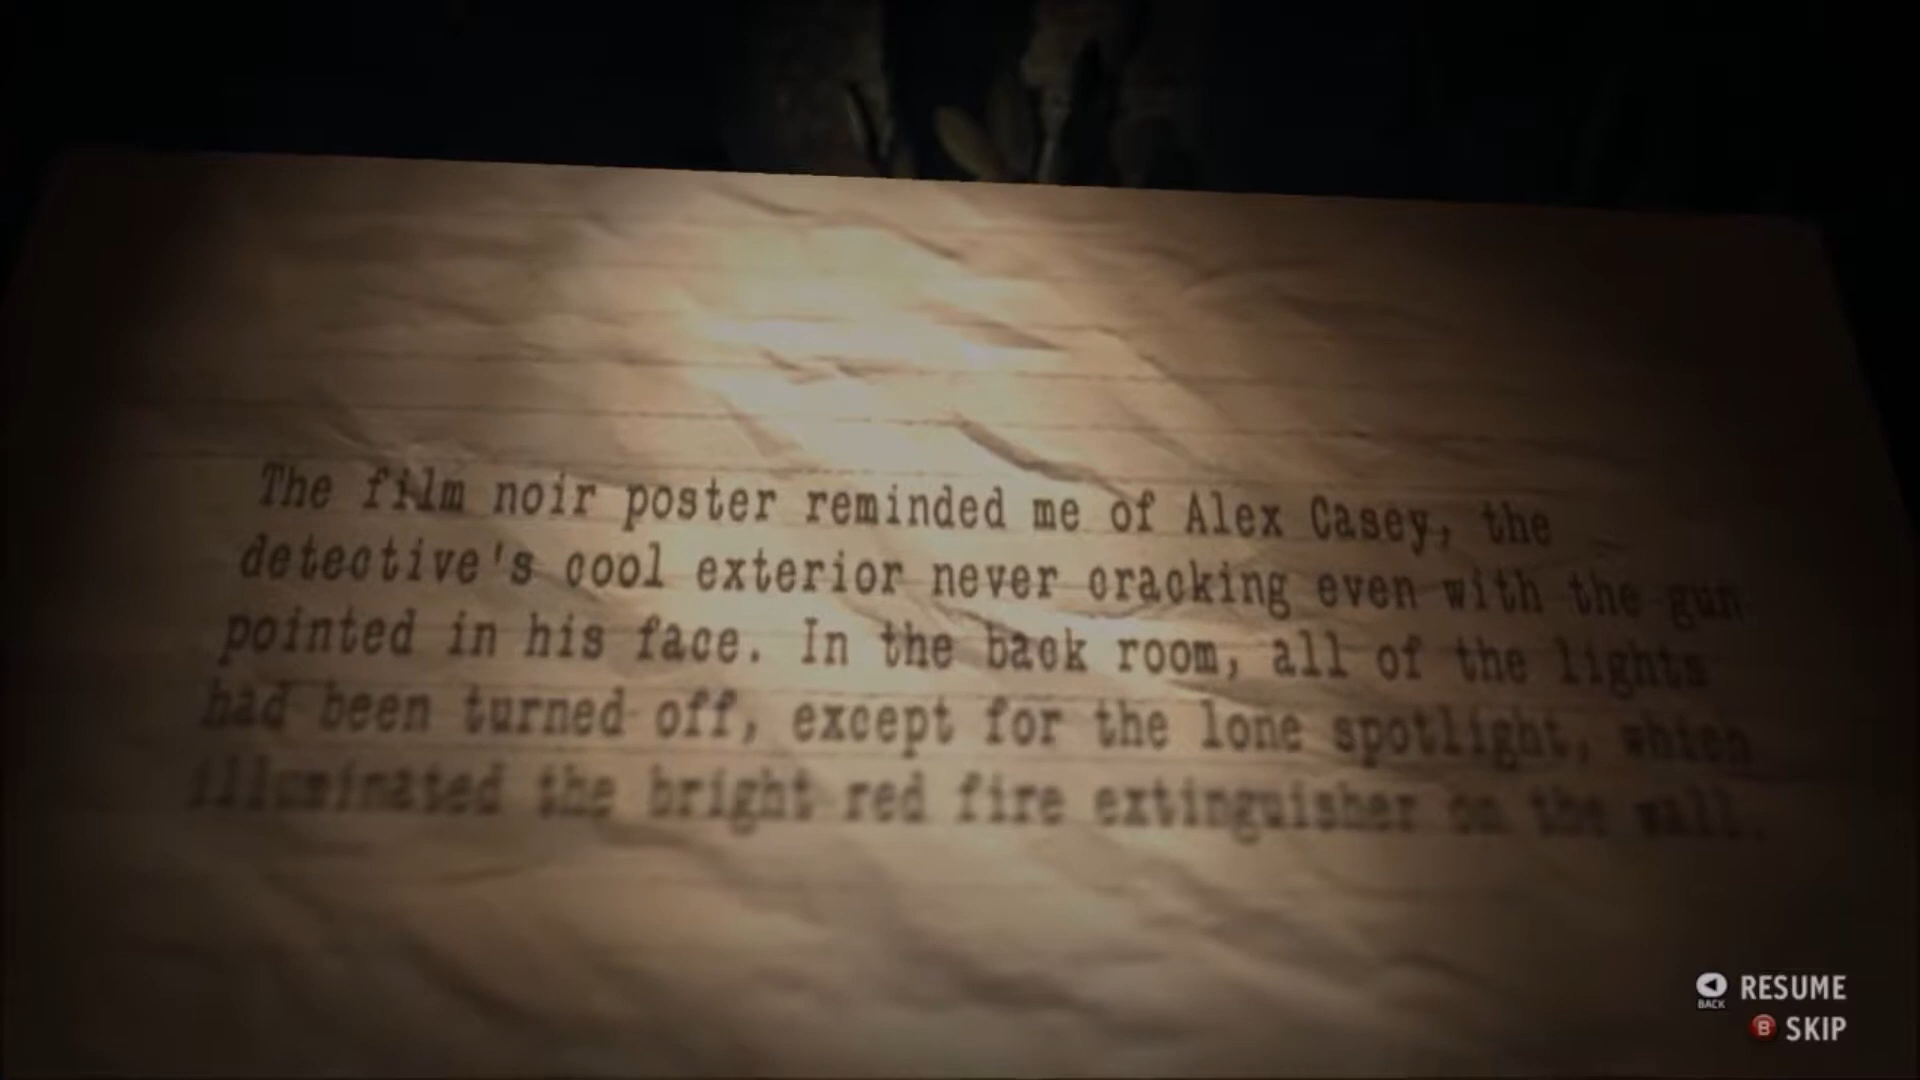 The film noir poster reminded me of Alex Casey, the
detective's cool exterior never cracking even with the gun
pointed in his face. In the back room, all of the lights
had been turned off, except for the lone spotlight, which
illuminated the bright red fire extinguisher on the wall.
BACK RESUME
B SKIP